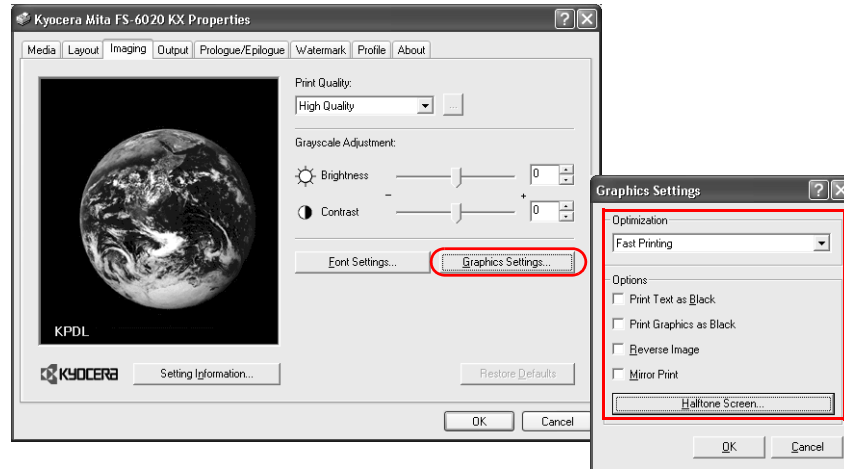 Kyocera Mita FS-6020 KX Properties
Media Layout Imaging Output Prologue/Epilogue Watermark Profile About
Print Quality:
High Quality
...
Grayscale Adjustment:
Brightness
0
- +
Contrast
0
Font Settings...
Graphics Settings...
KPDL
KYOCERA
Setting Information...
Restore Defaults
OK
Cancel
Graphics Settings
Optimization
Fast Printing
Options
Print Text as Black
Print Graphics as Black
Reverse Image
Mirror Print
Halftone Screen...
OK
Cancel